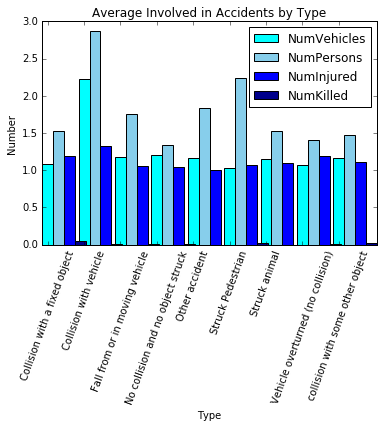 Average Involved in Accidents by Type
3.0
2.5
2.0
1.5
1.0
0.5
0.0
Number
NumVehicles
NumPersons
NumInjured
NumKilled
Collision with a fixed object
Collision with vehicle
Fall from or in moving vehicle
No collision and no object struck
Other accident
Struck Pedestrian
Struck animal
Vehicle overturned (no collision)
collision with some other object
Type